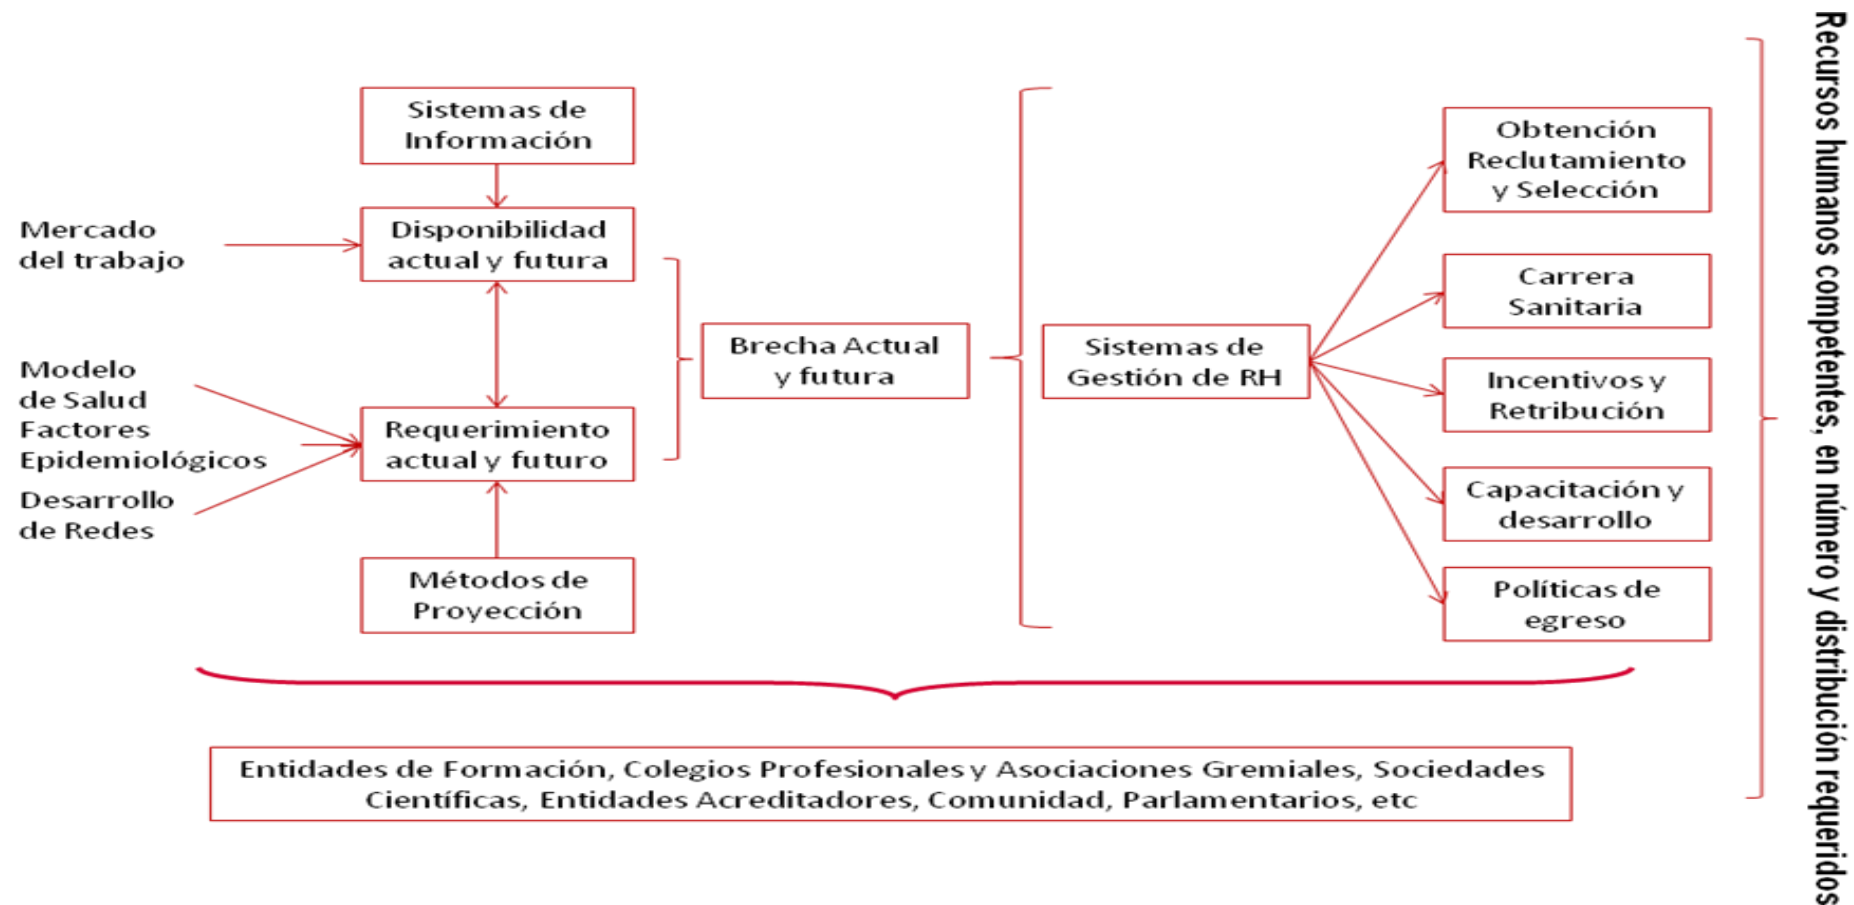 Sistemas de
Información
Mercado
del trabajo
Disponibilidad
actual y futura
Modelo
de Salud
Factores
Epidemiológicos
Desarrollo
de Redes
Requerimiento
actual y futuro
Métodos de
Proyección
Brecha Actual
y futura
Sistemas de
Gestión de RH
Obtención
Reclutamiento
y Selección
Carrera
Sanitaria
Incentivos y
Retribución
Capacitación y
desarrollo
Políticas de
egreso
Entidades de Formación, Colegios Profesionales y Asociaciones Gremiales, Sociedades
Científicas, Entidades Acreditadores, Comunidad, Parlamentarios, etc
Recursos humanos competentes, en número y distribución requeridos